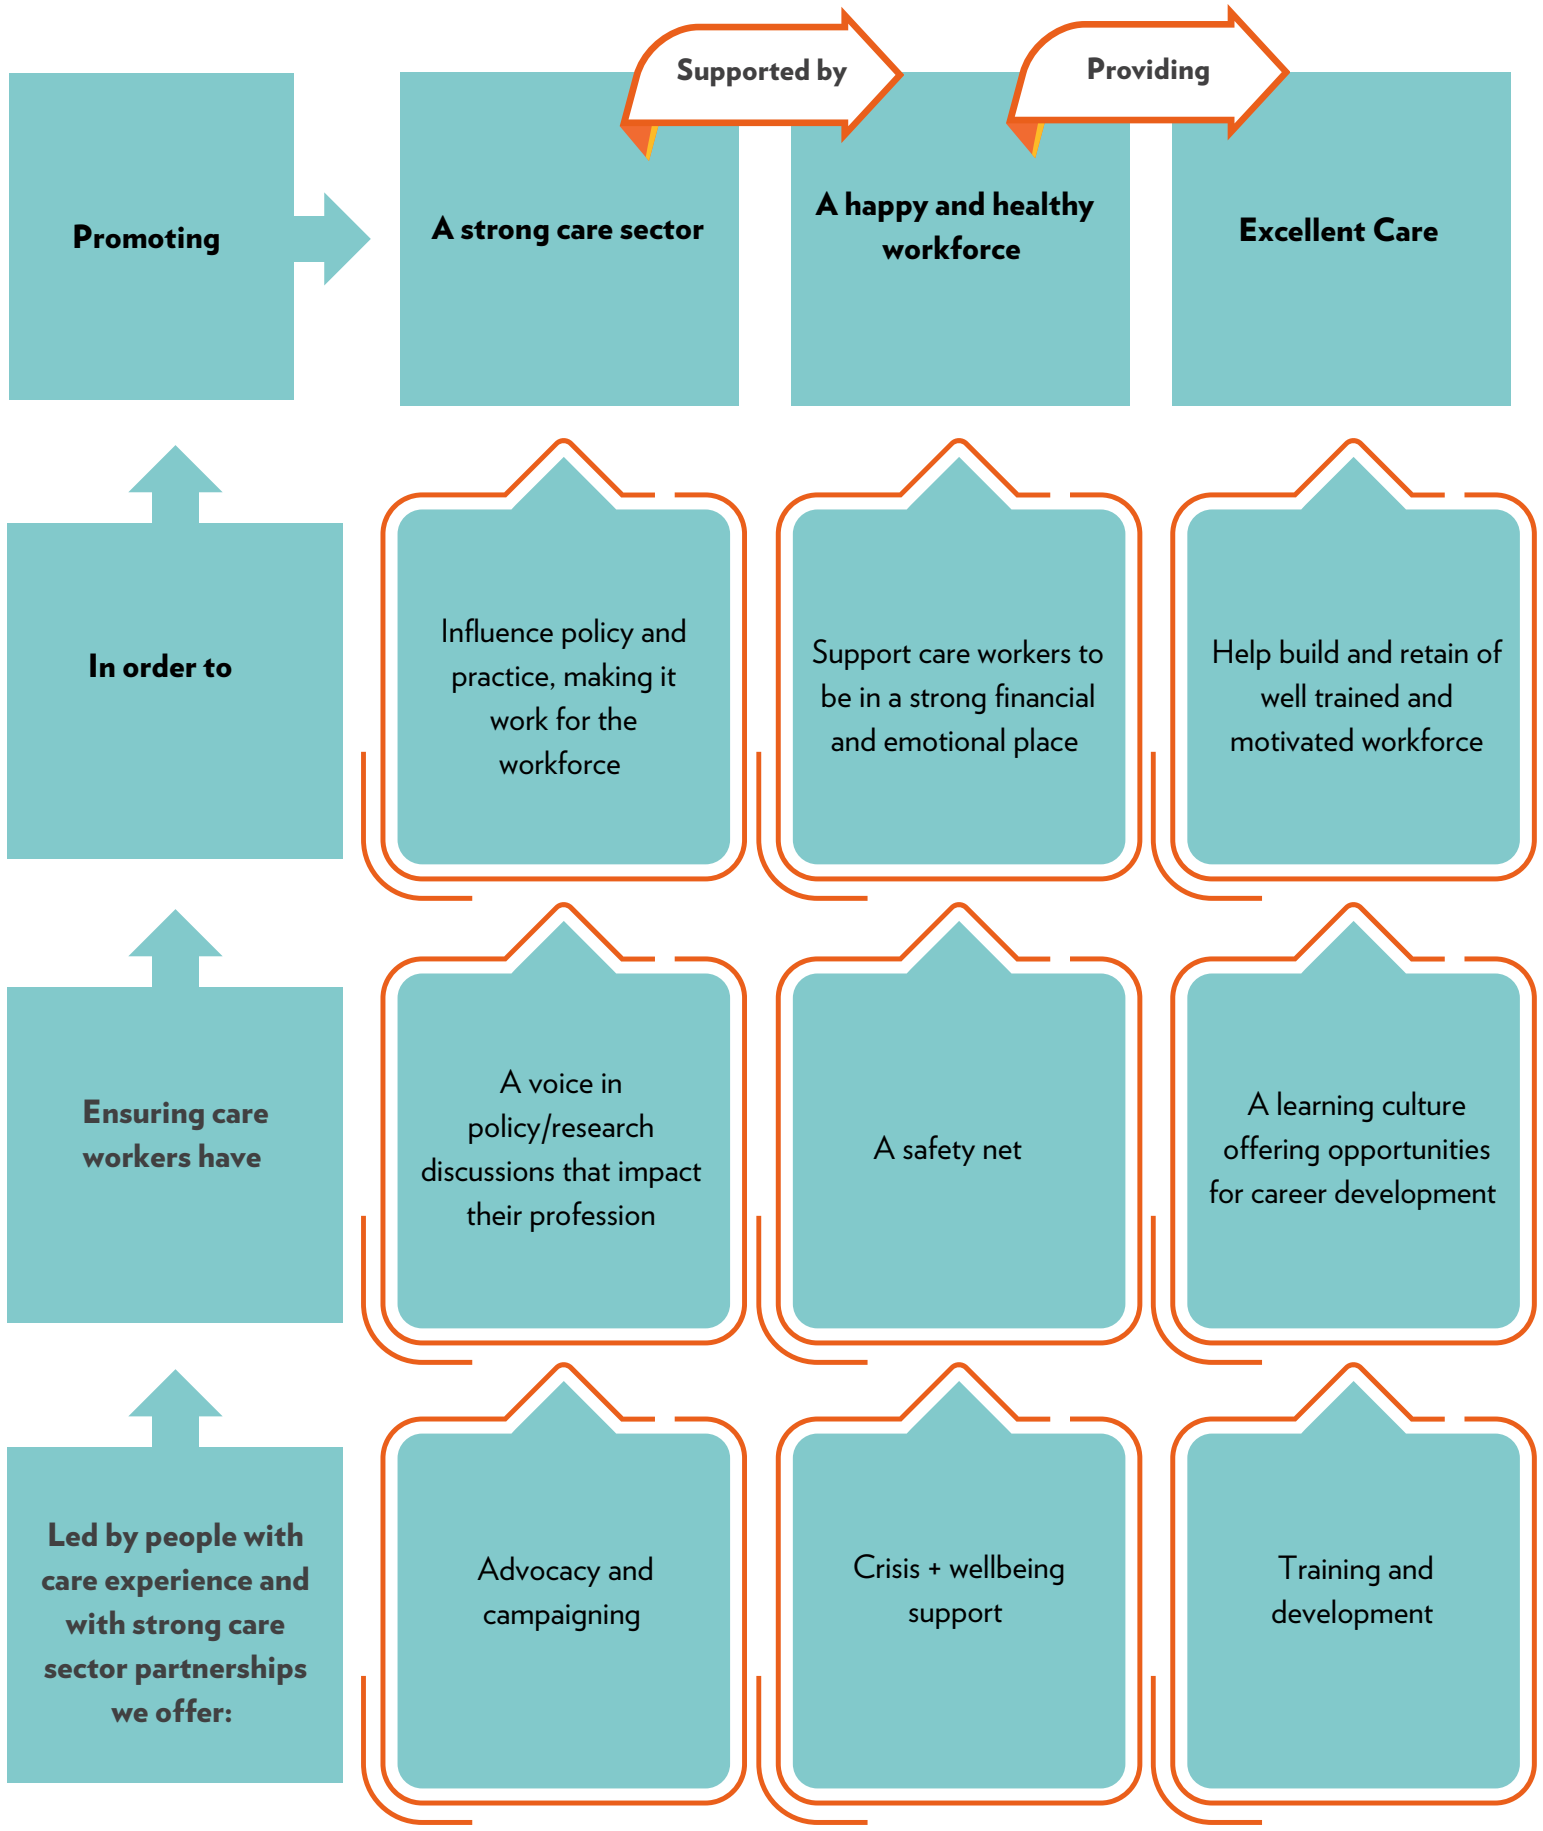 Supported by
Providing
Promoting
A strong care sector
A happy and healthy
workforce
Excellent Care
In order to
Influence policy and
practice, making it
work for the
workforce
Support care workers to
be in a strong financial
and emotional place
Help build and retain of
well trained and
motivated workforce
Ensuring care
workers have
A voice in
policy/research
discussions that impact
their profession
A safety net
A learning culture
offering opportunities
for career development
Led by people with
care experience and
with strong care
sector partnerships
we offer:
Advocacy and
campaigning
Crisis + wellbeing
support
Training and
development